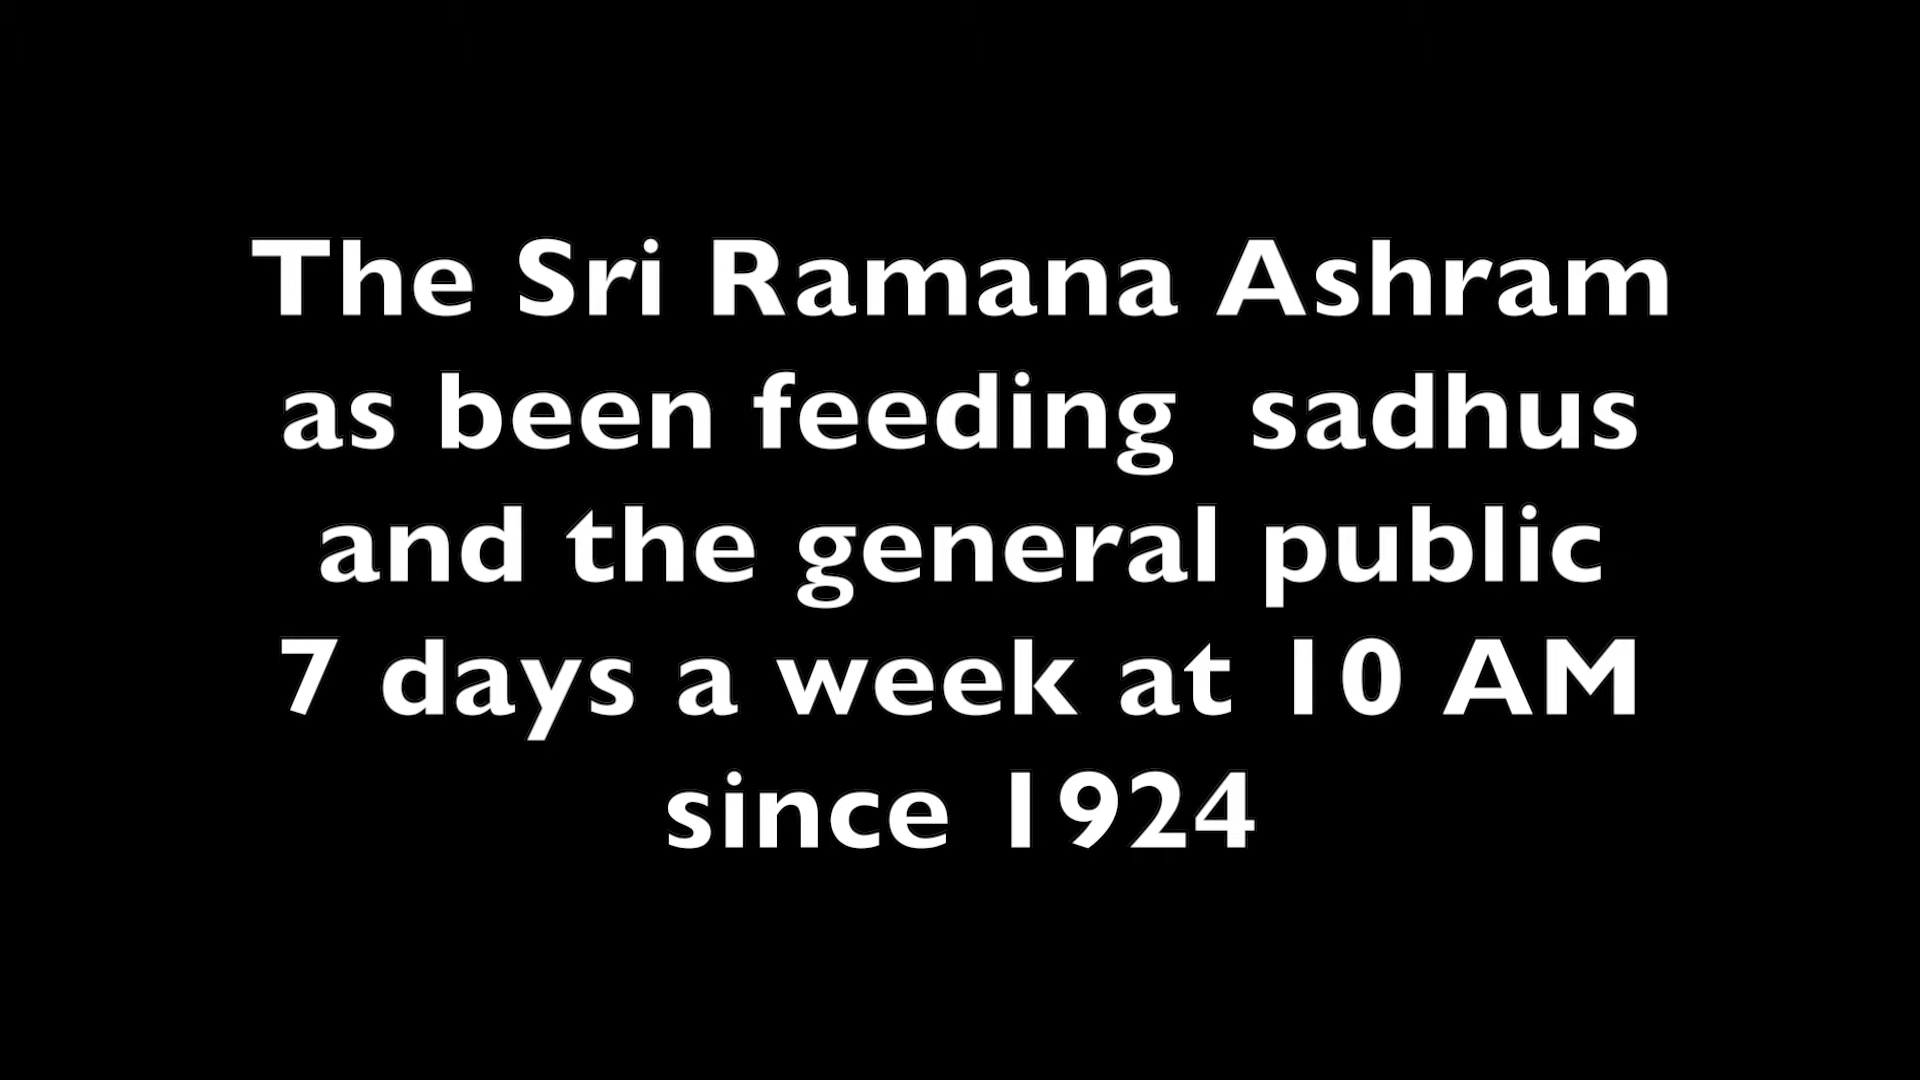 The Sri Ramana Ashram
as been feeding  sadhus
and the general public
7 days a week at 10 AM
since 1924